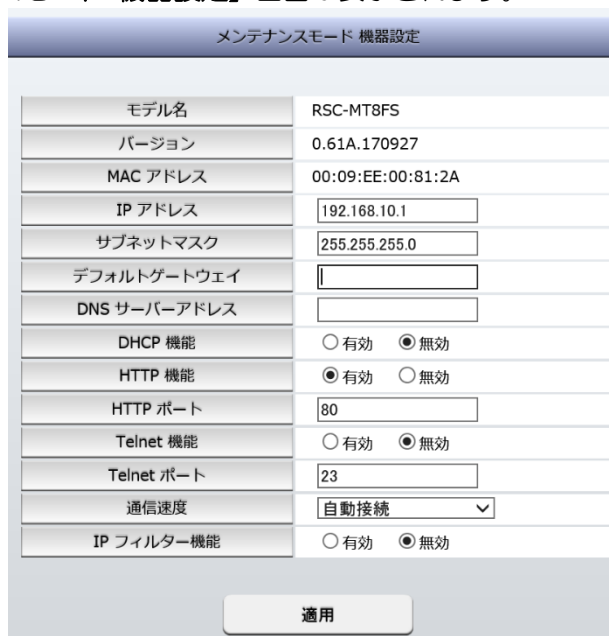 メンテナンスモード 機器設定
モデル名 RSC-MT8FS
バージョン 0.61A.170927
MAC アドレス 00:09:EE:00:81:2A
IP アドレス 192.168.10.1
サブネットマスク 255.255.255.0
デフォルトゲートウェイ
DNS サーバーアドレス
DHCP 機能 有効 無効
HTTP 機能 有効 無効
HTTP ポート 80
Telnet 機能 有効 無効
Telnet ポート 23
通信速度 自動接続
IP フィルター機能 有効 無効
適用